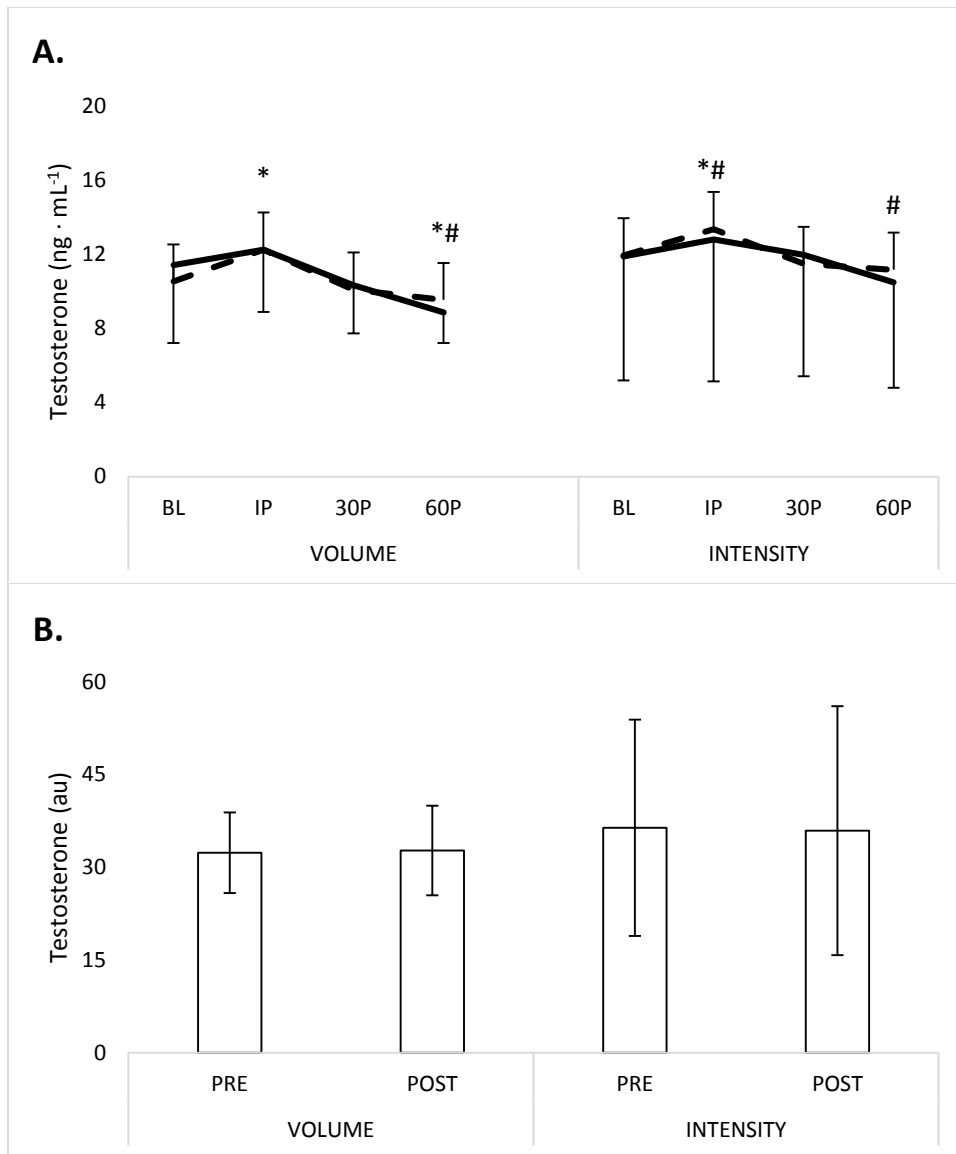 A.
Testosterone (ng · mL-1)
20
16
12
8
4
0
*
*#
*#
#
BL IP 30P 60P BL IP 30P 60P
VOLUME INTENSITY
B.
Testosterone (au)
60
45
30
15
0
PRE POST PRE POST
VOLUME INTENSITY